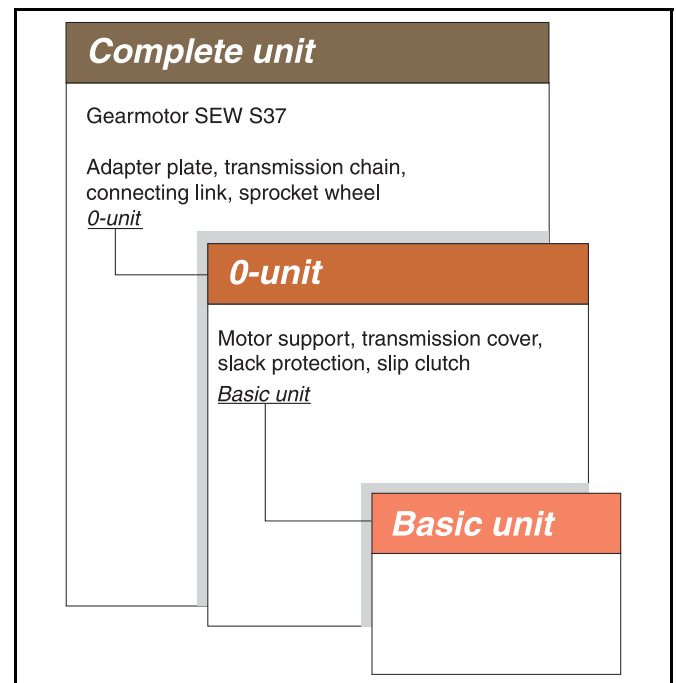 Complete unit
Gearmotor SEW S37
Adapter plate, transmission chain,
connecting link, sprocket wheel
0-unit
0-unit
Motor support, transmission cover,
slack protection, slip clutch
Basic unit
Basic unit